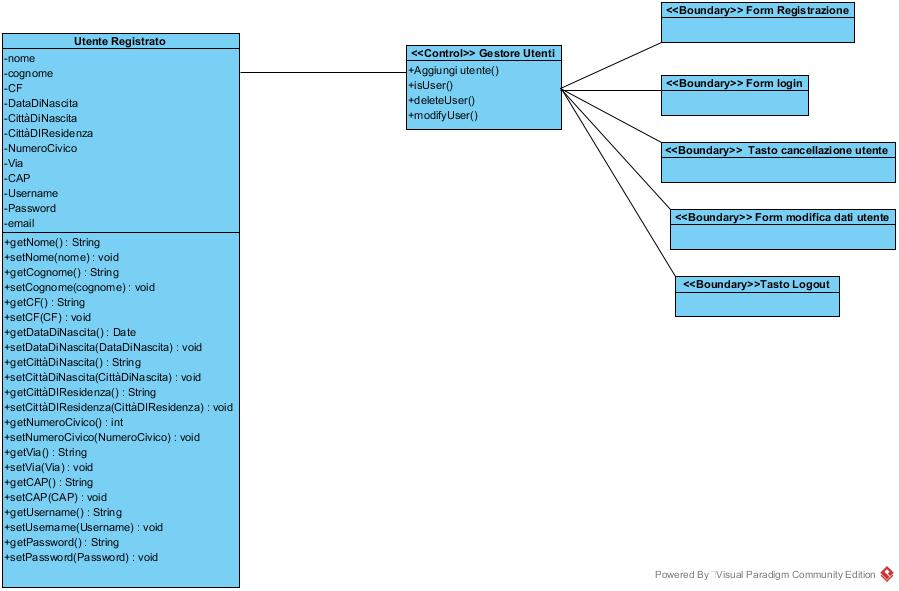 Utente Registrato
-nome
-cognome
-CF
-DataDiNascita
-CittàDiNascita
-CittàDIResidenza
-NumeroCivico
-Via
-CAP
-Username
-Password
-email
+getNome() : String
+setNome(nome) : void
+getCognome() : String
+setCognome(cognome) : void
+getCF() : String
+setCF(CF) : void
+getDataDiNascita() : Date
+setDataDiNascita(DataDiNascita) : void
+getCittàDiNascita() : String
+setCittàDiNascita(CittàDiNascita) : void
+getCittàDIResidenza() : String
+setCittàDIResidenza(CittàDIResidenza) : void
+getNumeroCivico() : int
+setNumeroCivico(NumeroCivico) : void
+getVia() : String
+setVia(Via) : void
+getCAP() : String
+setCAP(CAP) : void
+getUsername() : String
+setUsername(Username) : void
+getPassword() : String
+setPassword(Password) : void
<<Control>> Gestore Utenti
+Aggiungi utente()
+isUser()
+deleteUser()
+modifyUser()
<<Boundary>> Form Registrazione
<<Boundary>> Form login
<<Boundary>> Tasto cancellazione utente
<<Boundary>> Form modifica dati utente
<<Boundary>>Tasto Logout
Powered By Visual Paradigm Community Edition